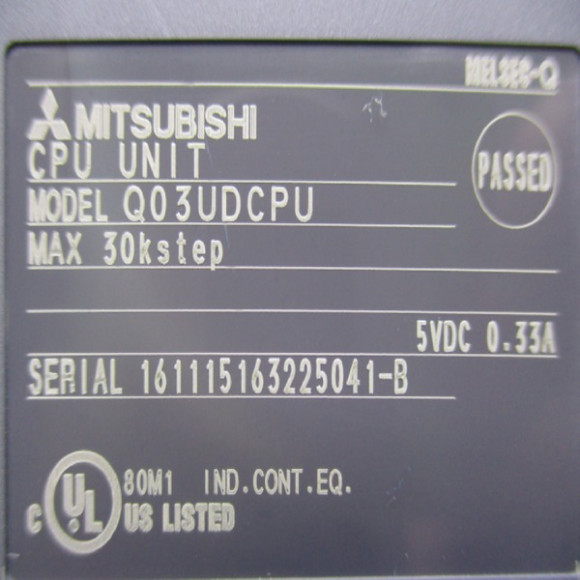 MELSEC-Q
MITSUBISHI
CPU UNIT
PASSED
MODEL Q03UDCPU
MAX 30kstep
5VDC 0.33A
SERIAL 161115163225041-B
80M1 IND.CONT.EQ.
C UL US LISTED